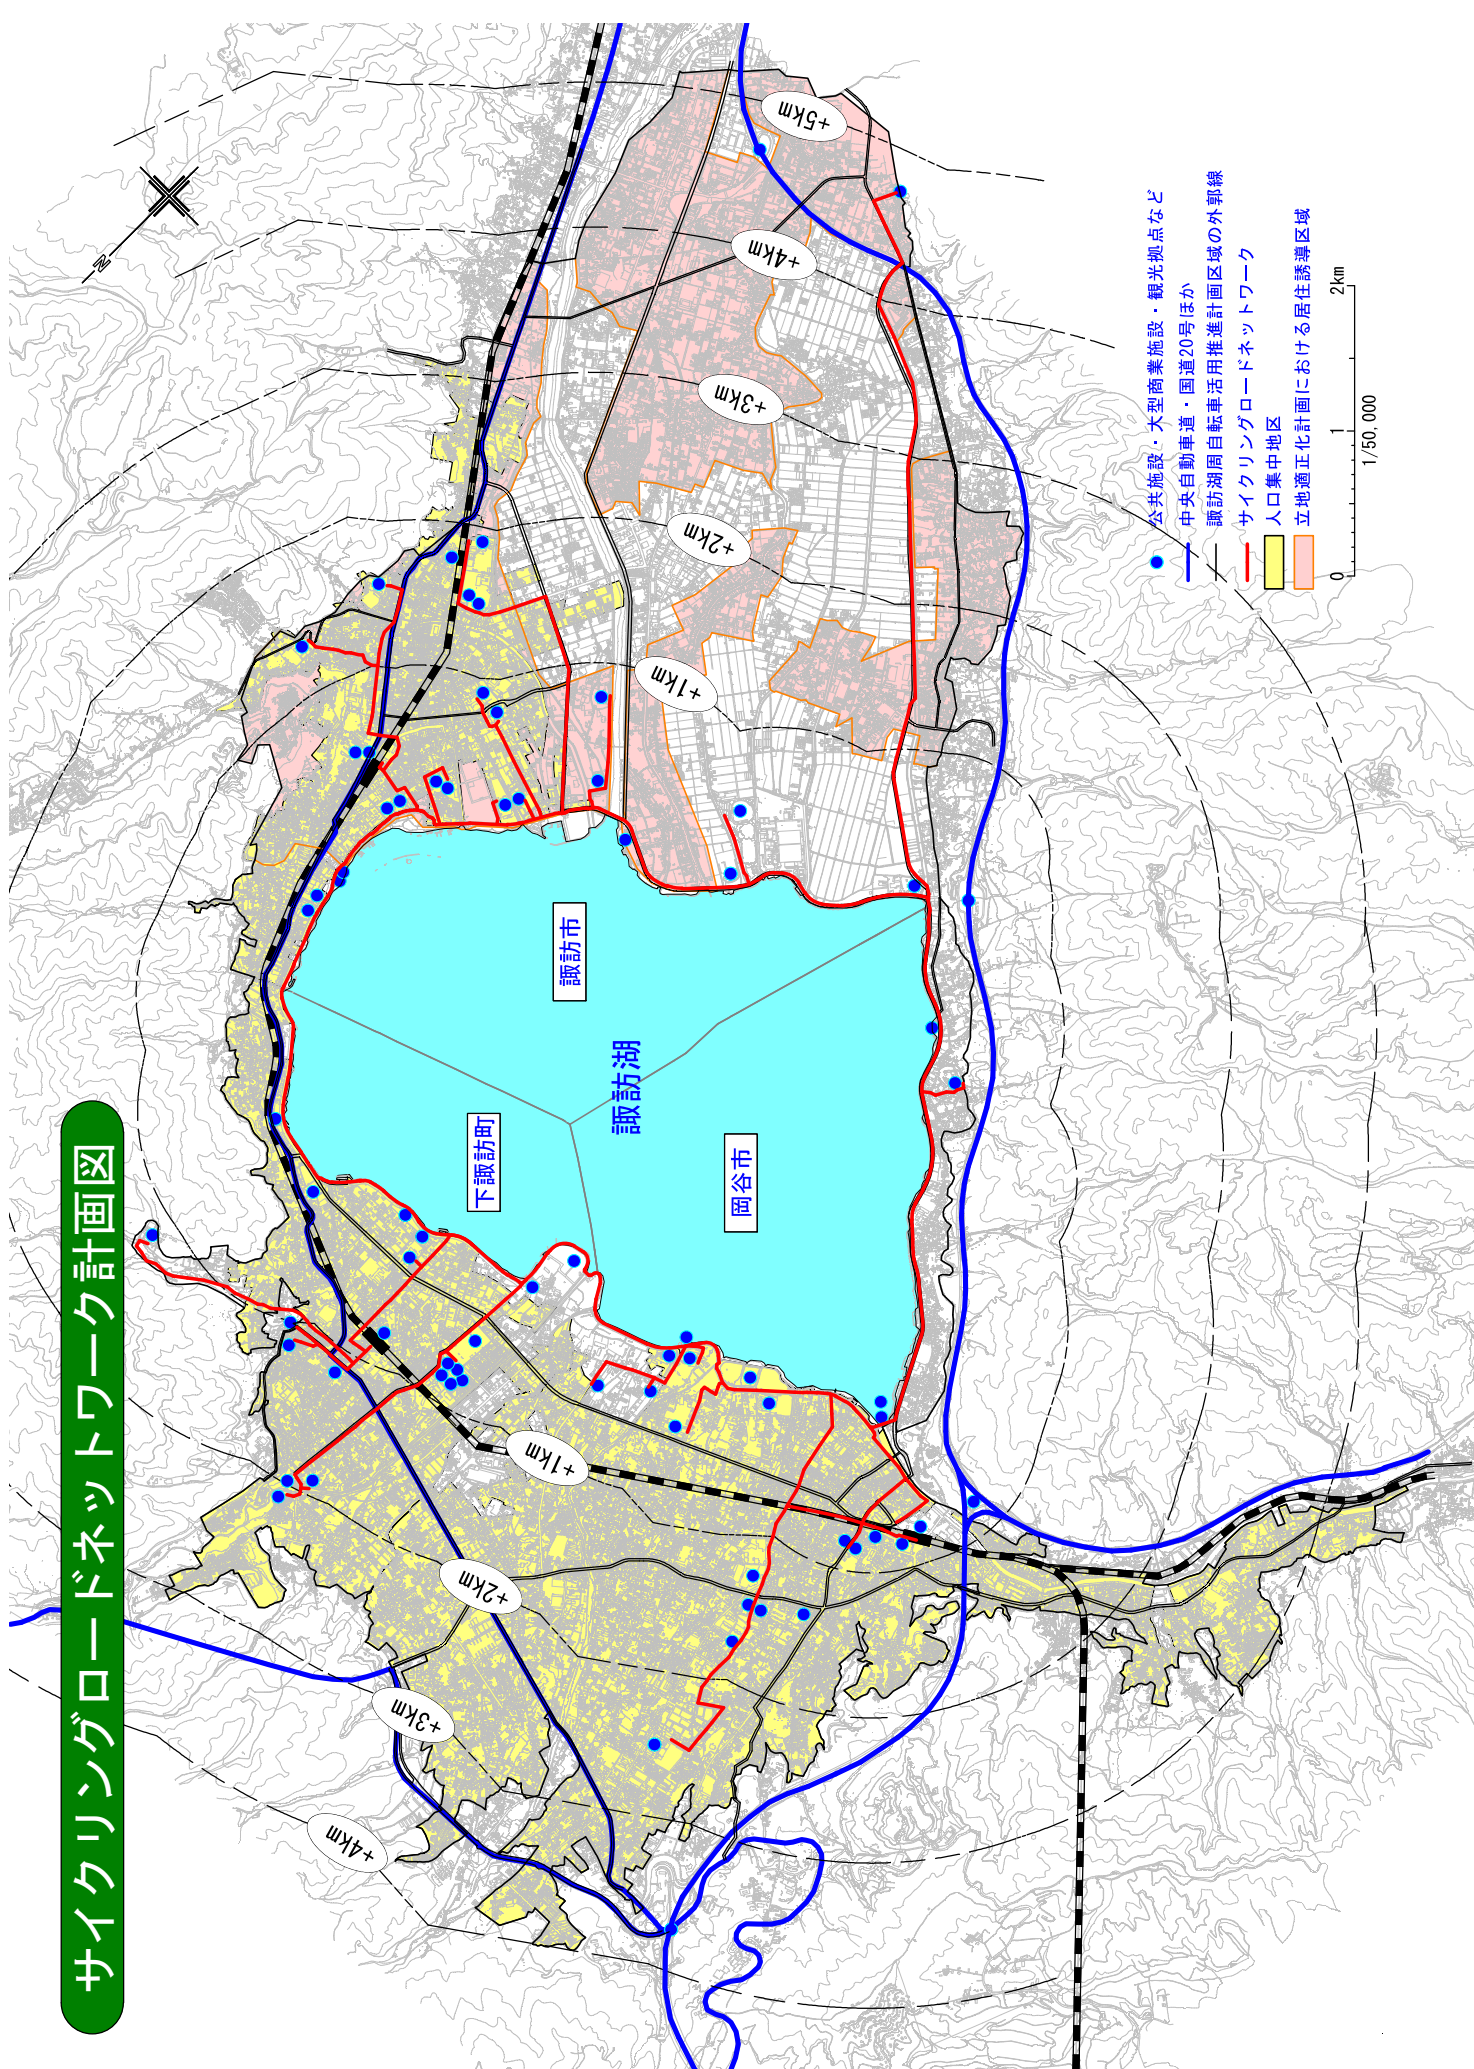 サイクリングロードネットワーク計画図
N
+4km
+3km
+2km
+1km
下諏訪町
諏訪市
諏訪湖
岡谷市
+1km
+2km
+3km
+4km
+5km
公共施設・大型商業施設・観光拠点など
中央自動車道・国道20号ほか
諏訪湖周自転車活用推進計画区域の外郭線
サイクリングロードネットワーク
人口集中地区
立地適正化計画における居住誘導区域
0 1 2km
1/50,000